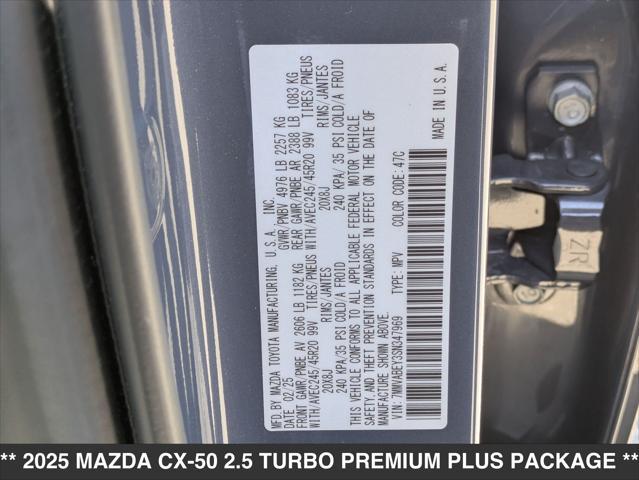 MFD.BY MAZDA TOYOTA MANUFACTURING, U.S.A., INC.
DATE 02/25 GVWR/PNBV 4976 LB 2257 KG
FRONT GAWR/PNBE AV 2606 LB 1182 KG REAR GAWR/PNBE AR 2388 LB 1083 KG
WITH/AVEC245/45R20 99V TIRES/PNEUS WITH/AVEC245/45R20 99V TIRES/PNEUS
20X8J RIMS/JANTES 20X8J RIMS/JANTES
240 KPA/35 PSI COLD/A FROID 240 KPA/ 35 PSI COLD/A FROID
THIS VEHICLE CONFORMS TO ALL APPLICABLE FEDERAL MOTOR VEHICLE
SAFETY, AND THEFT PREVENTION STANDARDS IN EFFECT ON THE DATE OF
MANUFACTURE SHOWN ABOVE.
VIN: 7MMVABEY3SN347969 TYPE: MPV COLOR CODE: 47C
MADE IN U.S.A.
ZR
** 2025 MAZDA CX-50 2.5 TURBO PREMIUM PLUS PACKAGE **